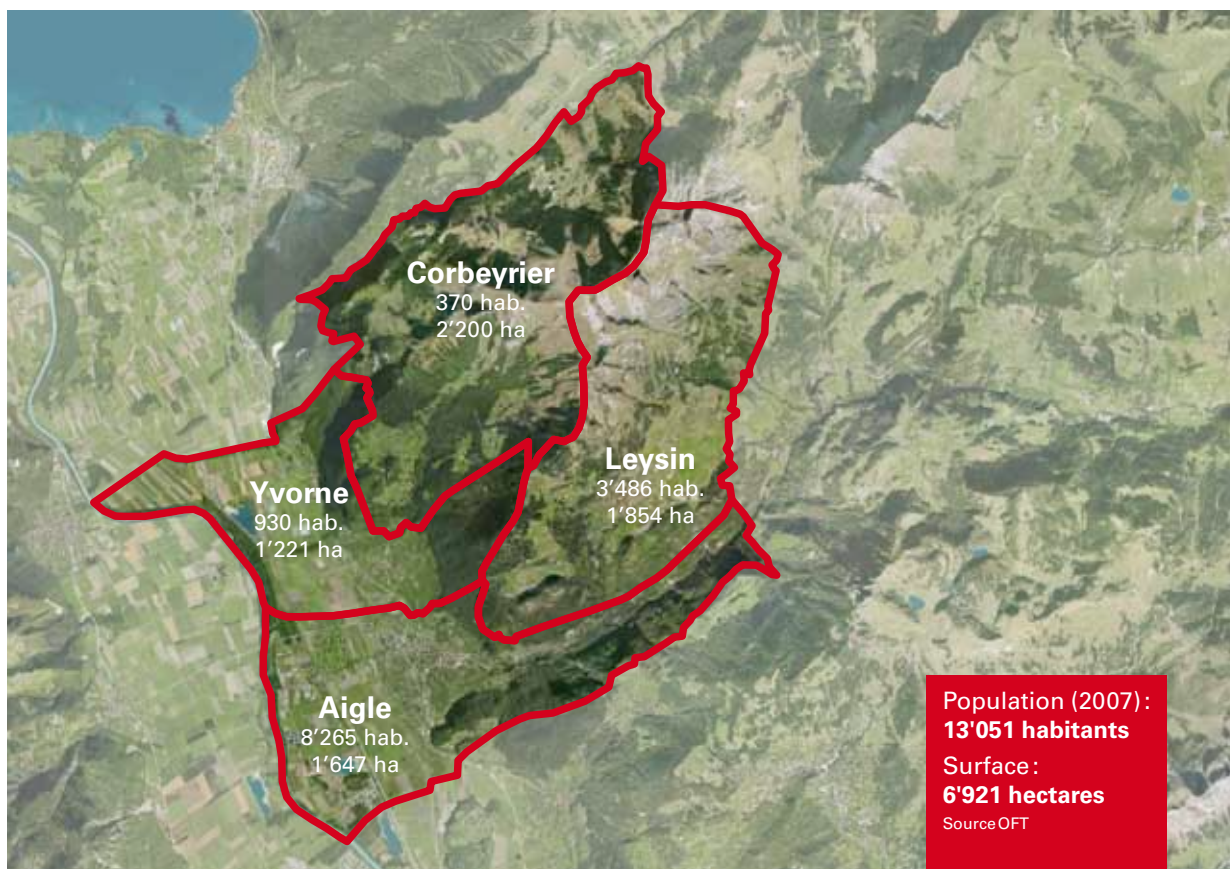 Corbeyrier
370 hab.
2’200 ha
Leysin
3’486 hab.
1’854 ha
Yvorne
930 hab.
1’221 ha
Aigle
8’265 hab.
1’647 ha
Population (2007):
13'051 habitants
Surface:
6'921 hectares
Source OFT